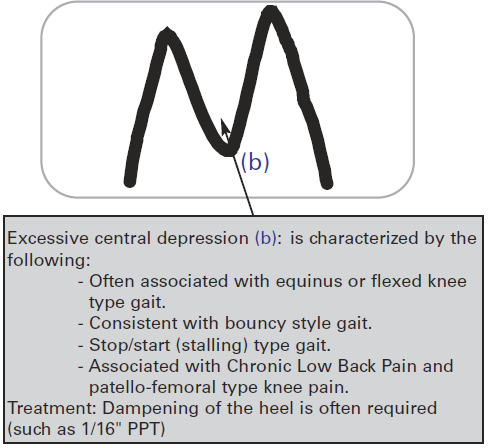 (b)
Excessive central depression (b): is characterized by the
following:
- Often associated with equinus or flexed knee
type gait.
- Consistent with bouncy style gait.
- Stop/start (stalling) type gait.
- Associated with Chronic Low Back Pain and
patello-femoral type knee pain.
Treatment: Dampening of the heel is often required
(such as 1/16" PPT)